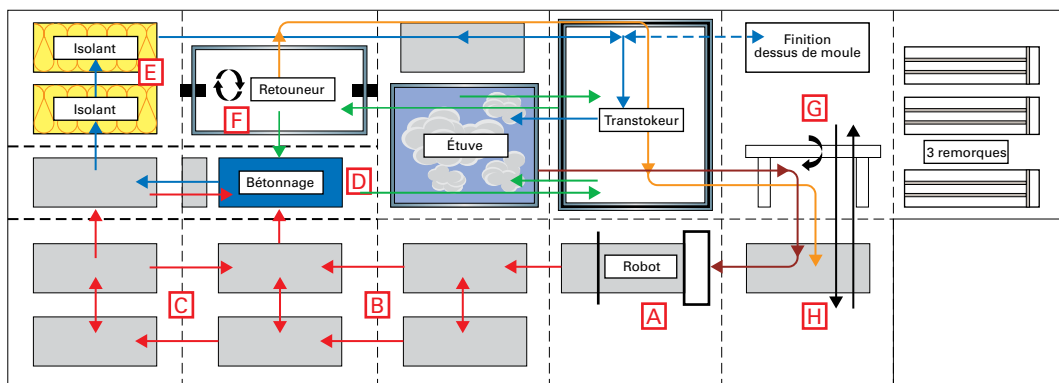 Isolant
E
Isolant
Retouneur
F
Étuve
Transtokeur
Finition
dessus de moule
G
3 remorques
Bétonnage
D
C
B
Robot
A
H